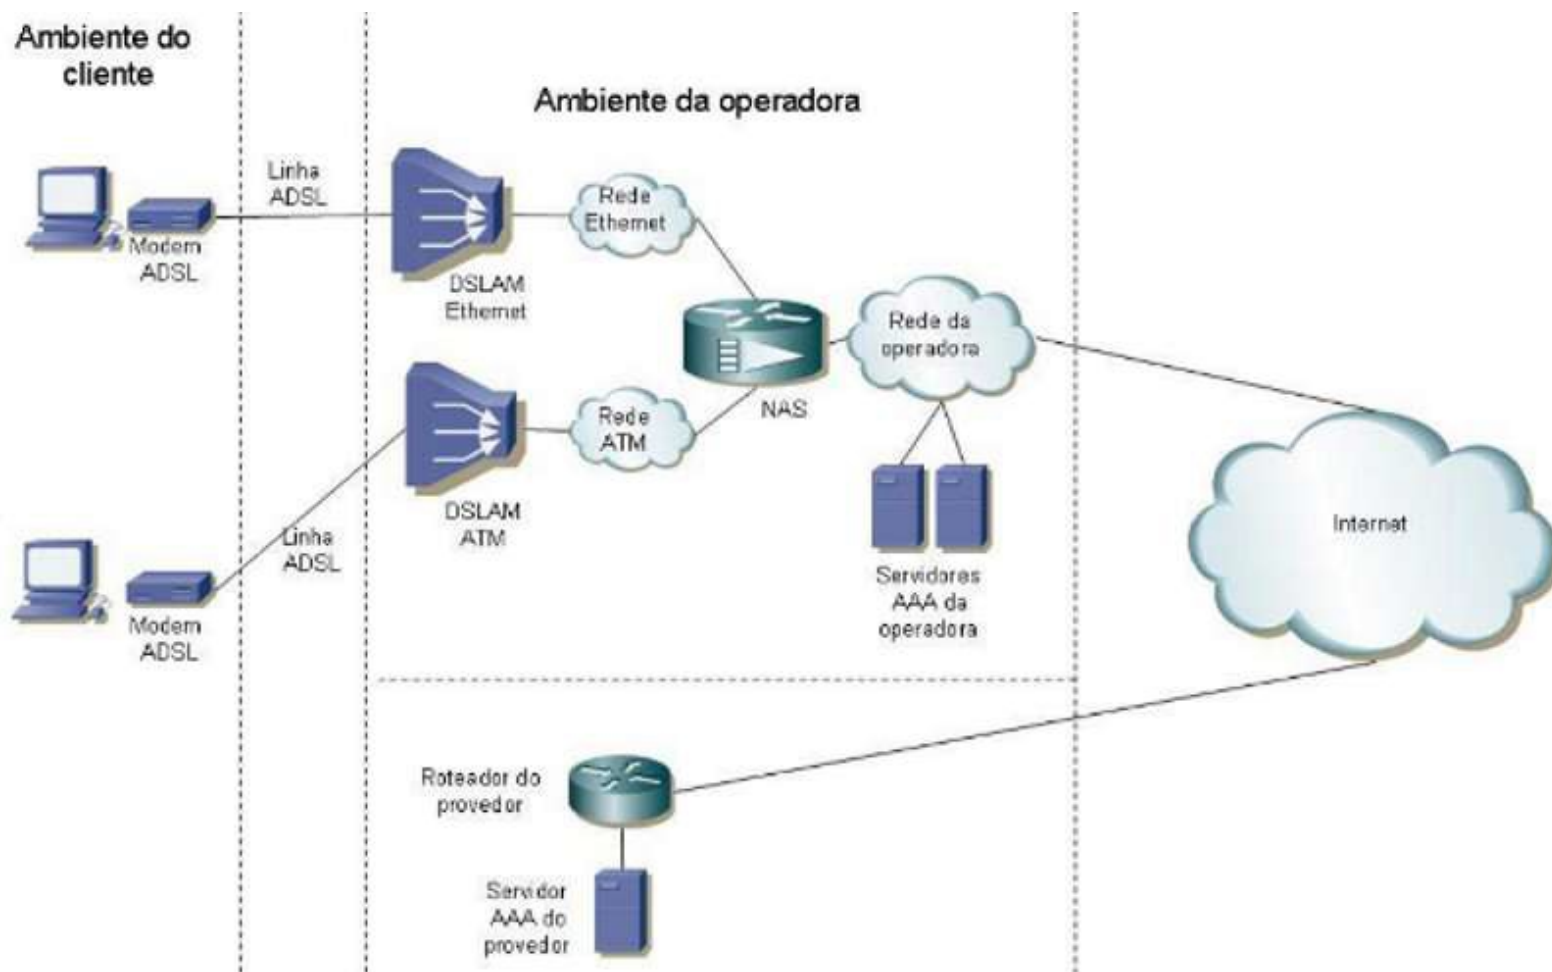 Ambiente do
cliente
Ambiente da operadora
Linha
ADSL
Modem
ADSL
DSLAM
Ethernet
Rede
Ethernet
NAS
Rede da
operadora
Servidores
AAA da
operadora
Internet
Linha
ADSL
Modem
ADSL
DSLAM
ATM
Rede
ATM
Roteador do
provedor
Servidor
AAA do
provedor